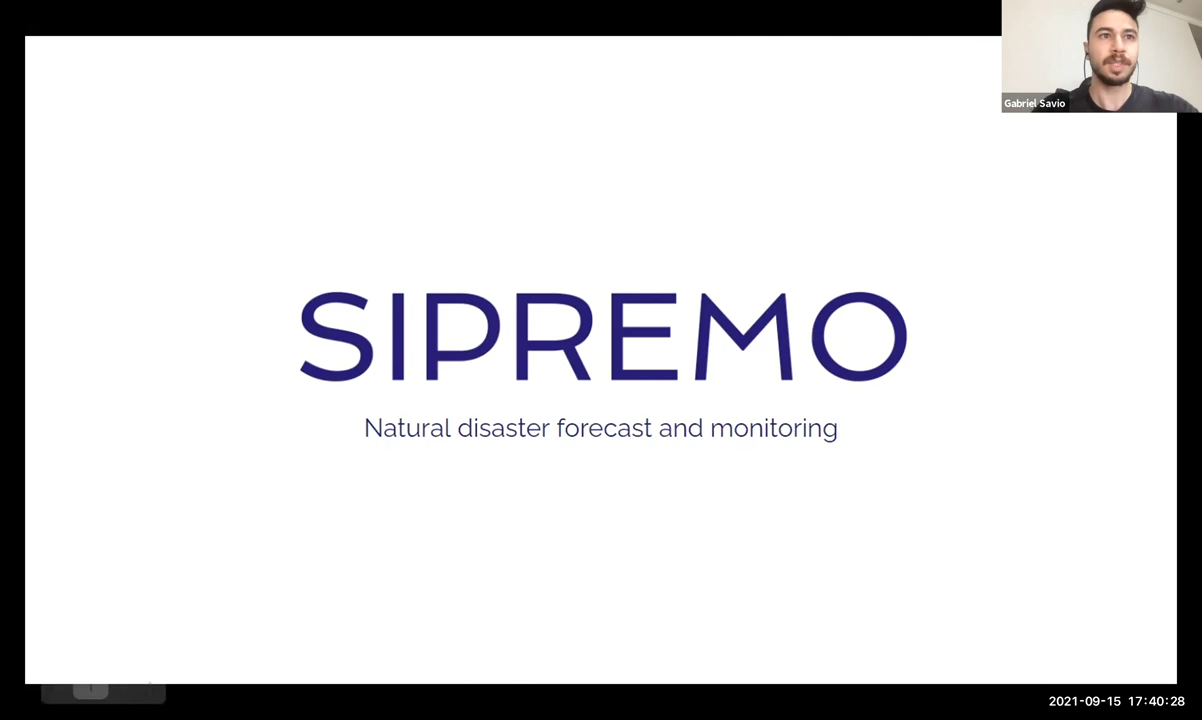 Gabriel Savio
SIPREMO
Natural disaster forecast and monitoring
2021-09-15 17:40:28